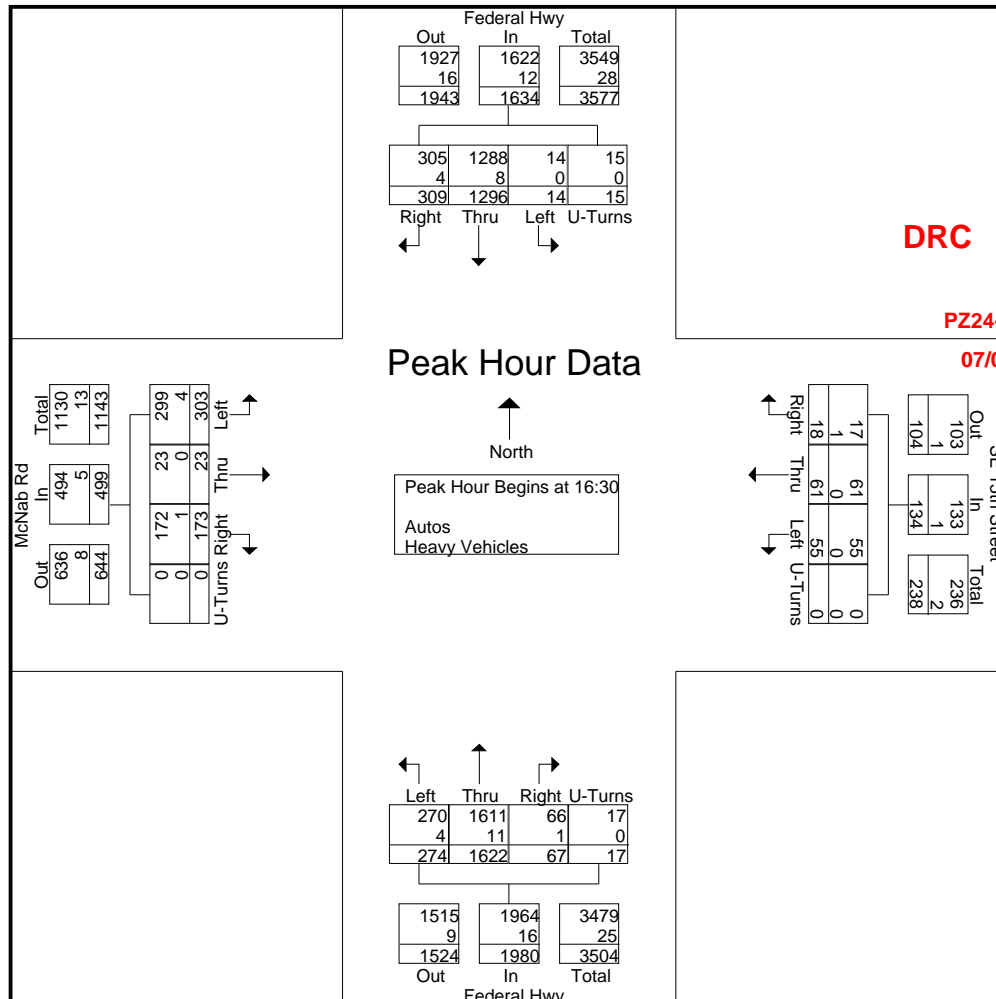 Federal Hwy
Out In Total
1927 1622 3549
16 12 28
1943 1634 3577
305 1288 14 15
4 8 0 0
309 1296 14 15
Right Thru Left U-Turns
DRC
PZ24-
07/0
Peak Hour Data
North
Peak Hour Begins at 16:30
Autos
Heavy Vehicles
McNab Rd
Out In Total
636 494 1130
8 5 13
644 499 1143
U-Turns Right Thru Left
0 172 23 299
0 1 0 4
0 173 23 303
Right Thru Left U-Turns
17 61 55 0
1 0 0 0
18 61 55 0
Street
Out In Total
103 133 236
1 1 2
104 134 238
Left Thru Right U-Turns
270 1611 66 17
4 11 1 0
274 1622 67 17
1515 1964 3479
9 16 25
1524 1980 3504
Out In Total
Federal Hwy